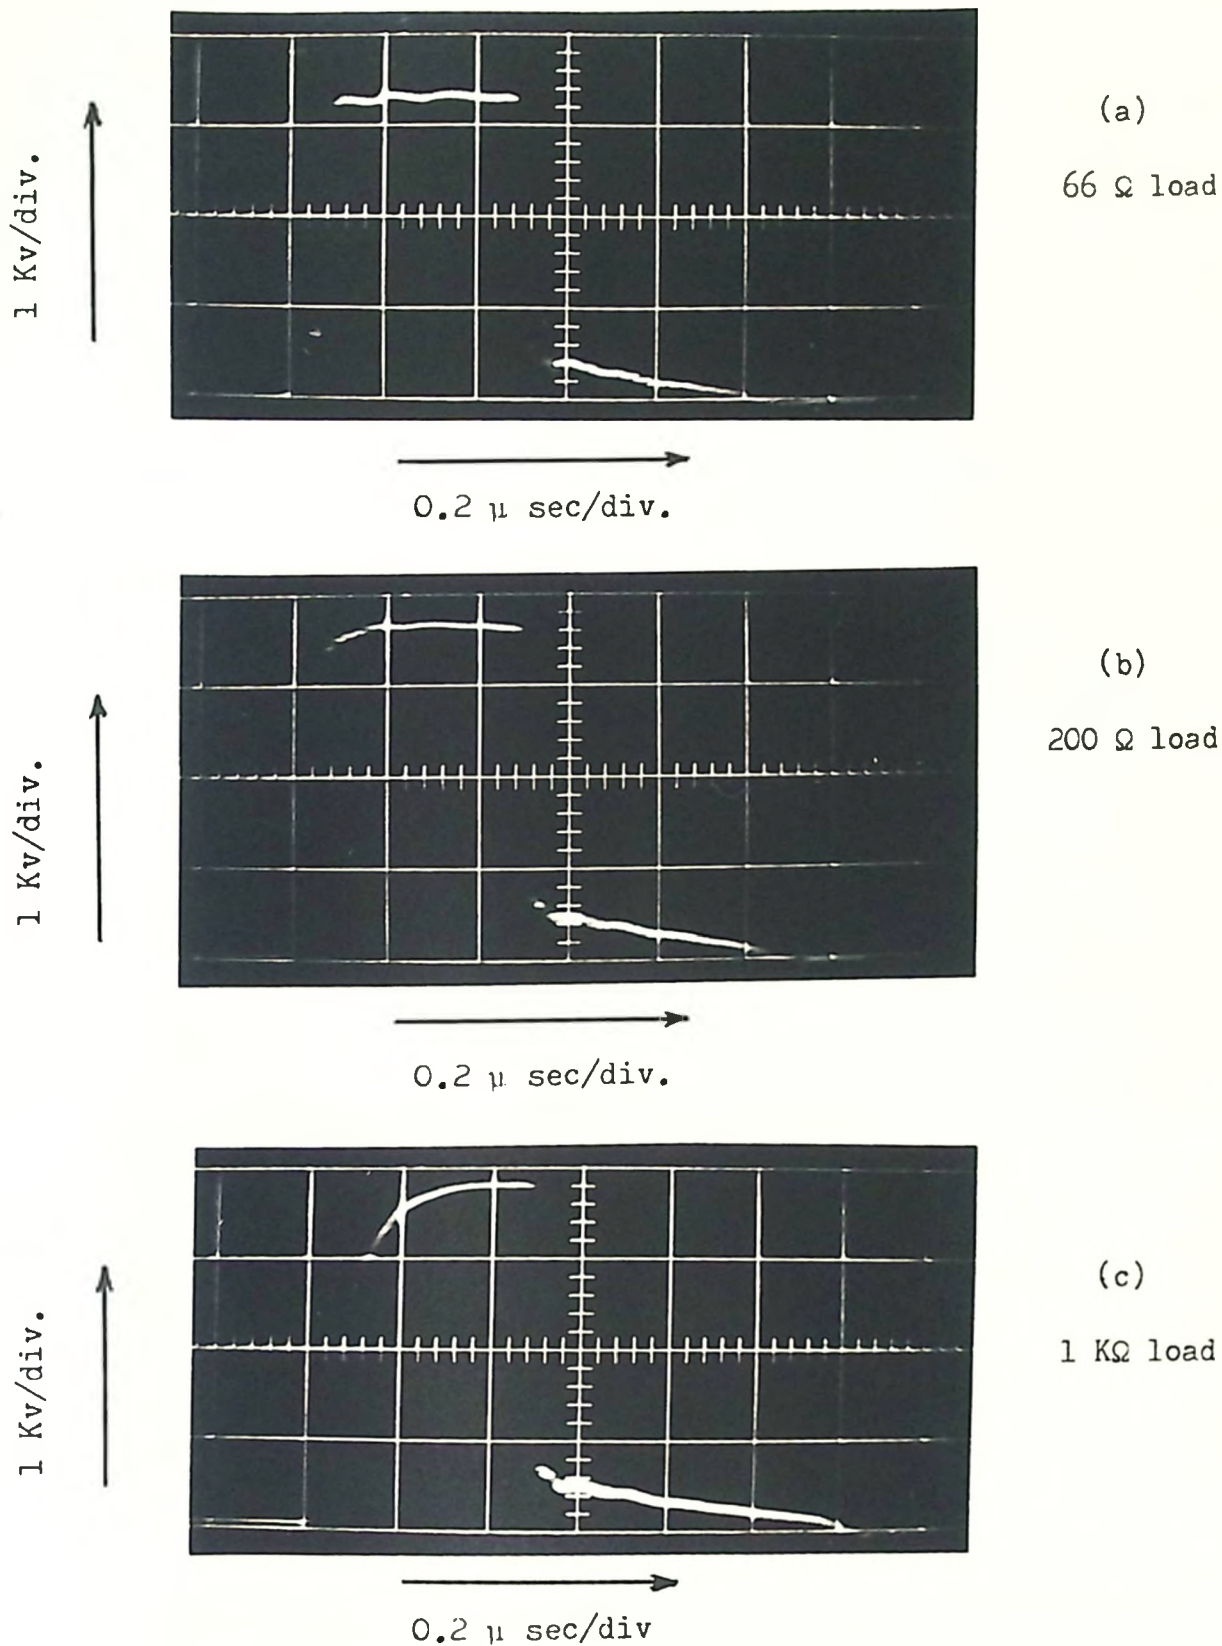 (a)
66 Ω load
1 Kv/div.
0.2 μ sec/div.
(b)
200 Ω load
1 Kv/div.
0.2 μ sec/div.
(c)
1 KΩ load
1 Kv/div.
0.2 μ sec/div